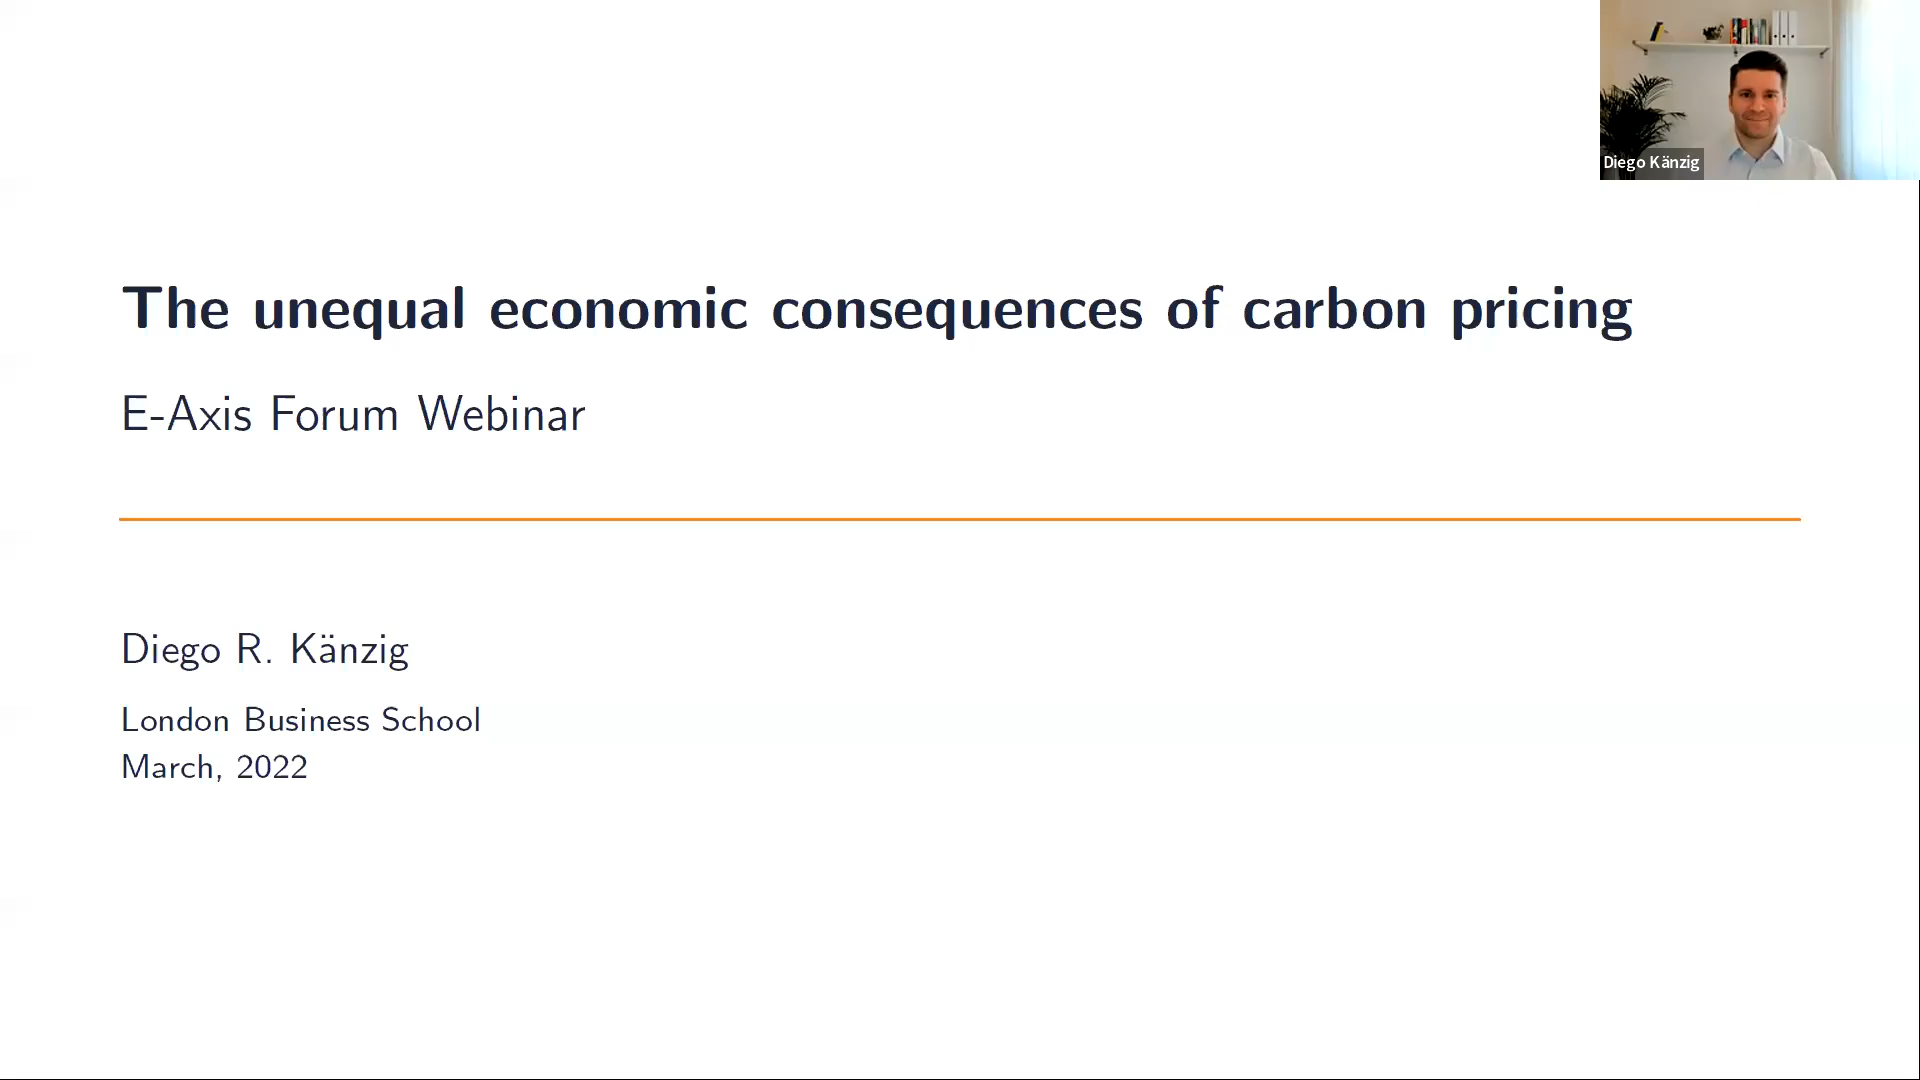 Diego Känzig
The unequal economic consequences of carbon pricing
E-Axis Forum Webinar
Diego R. Känzig
London Business School
March, 2022